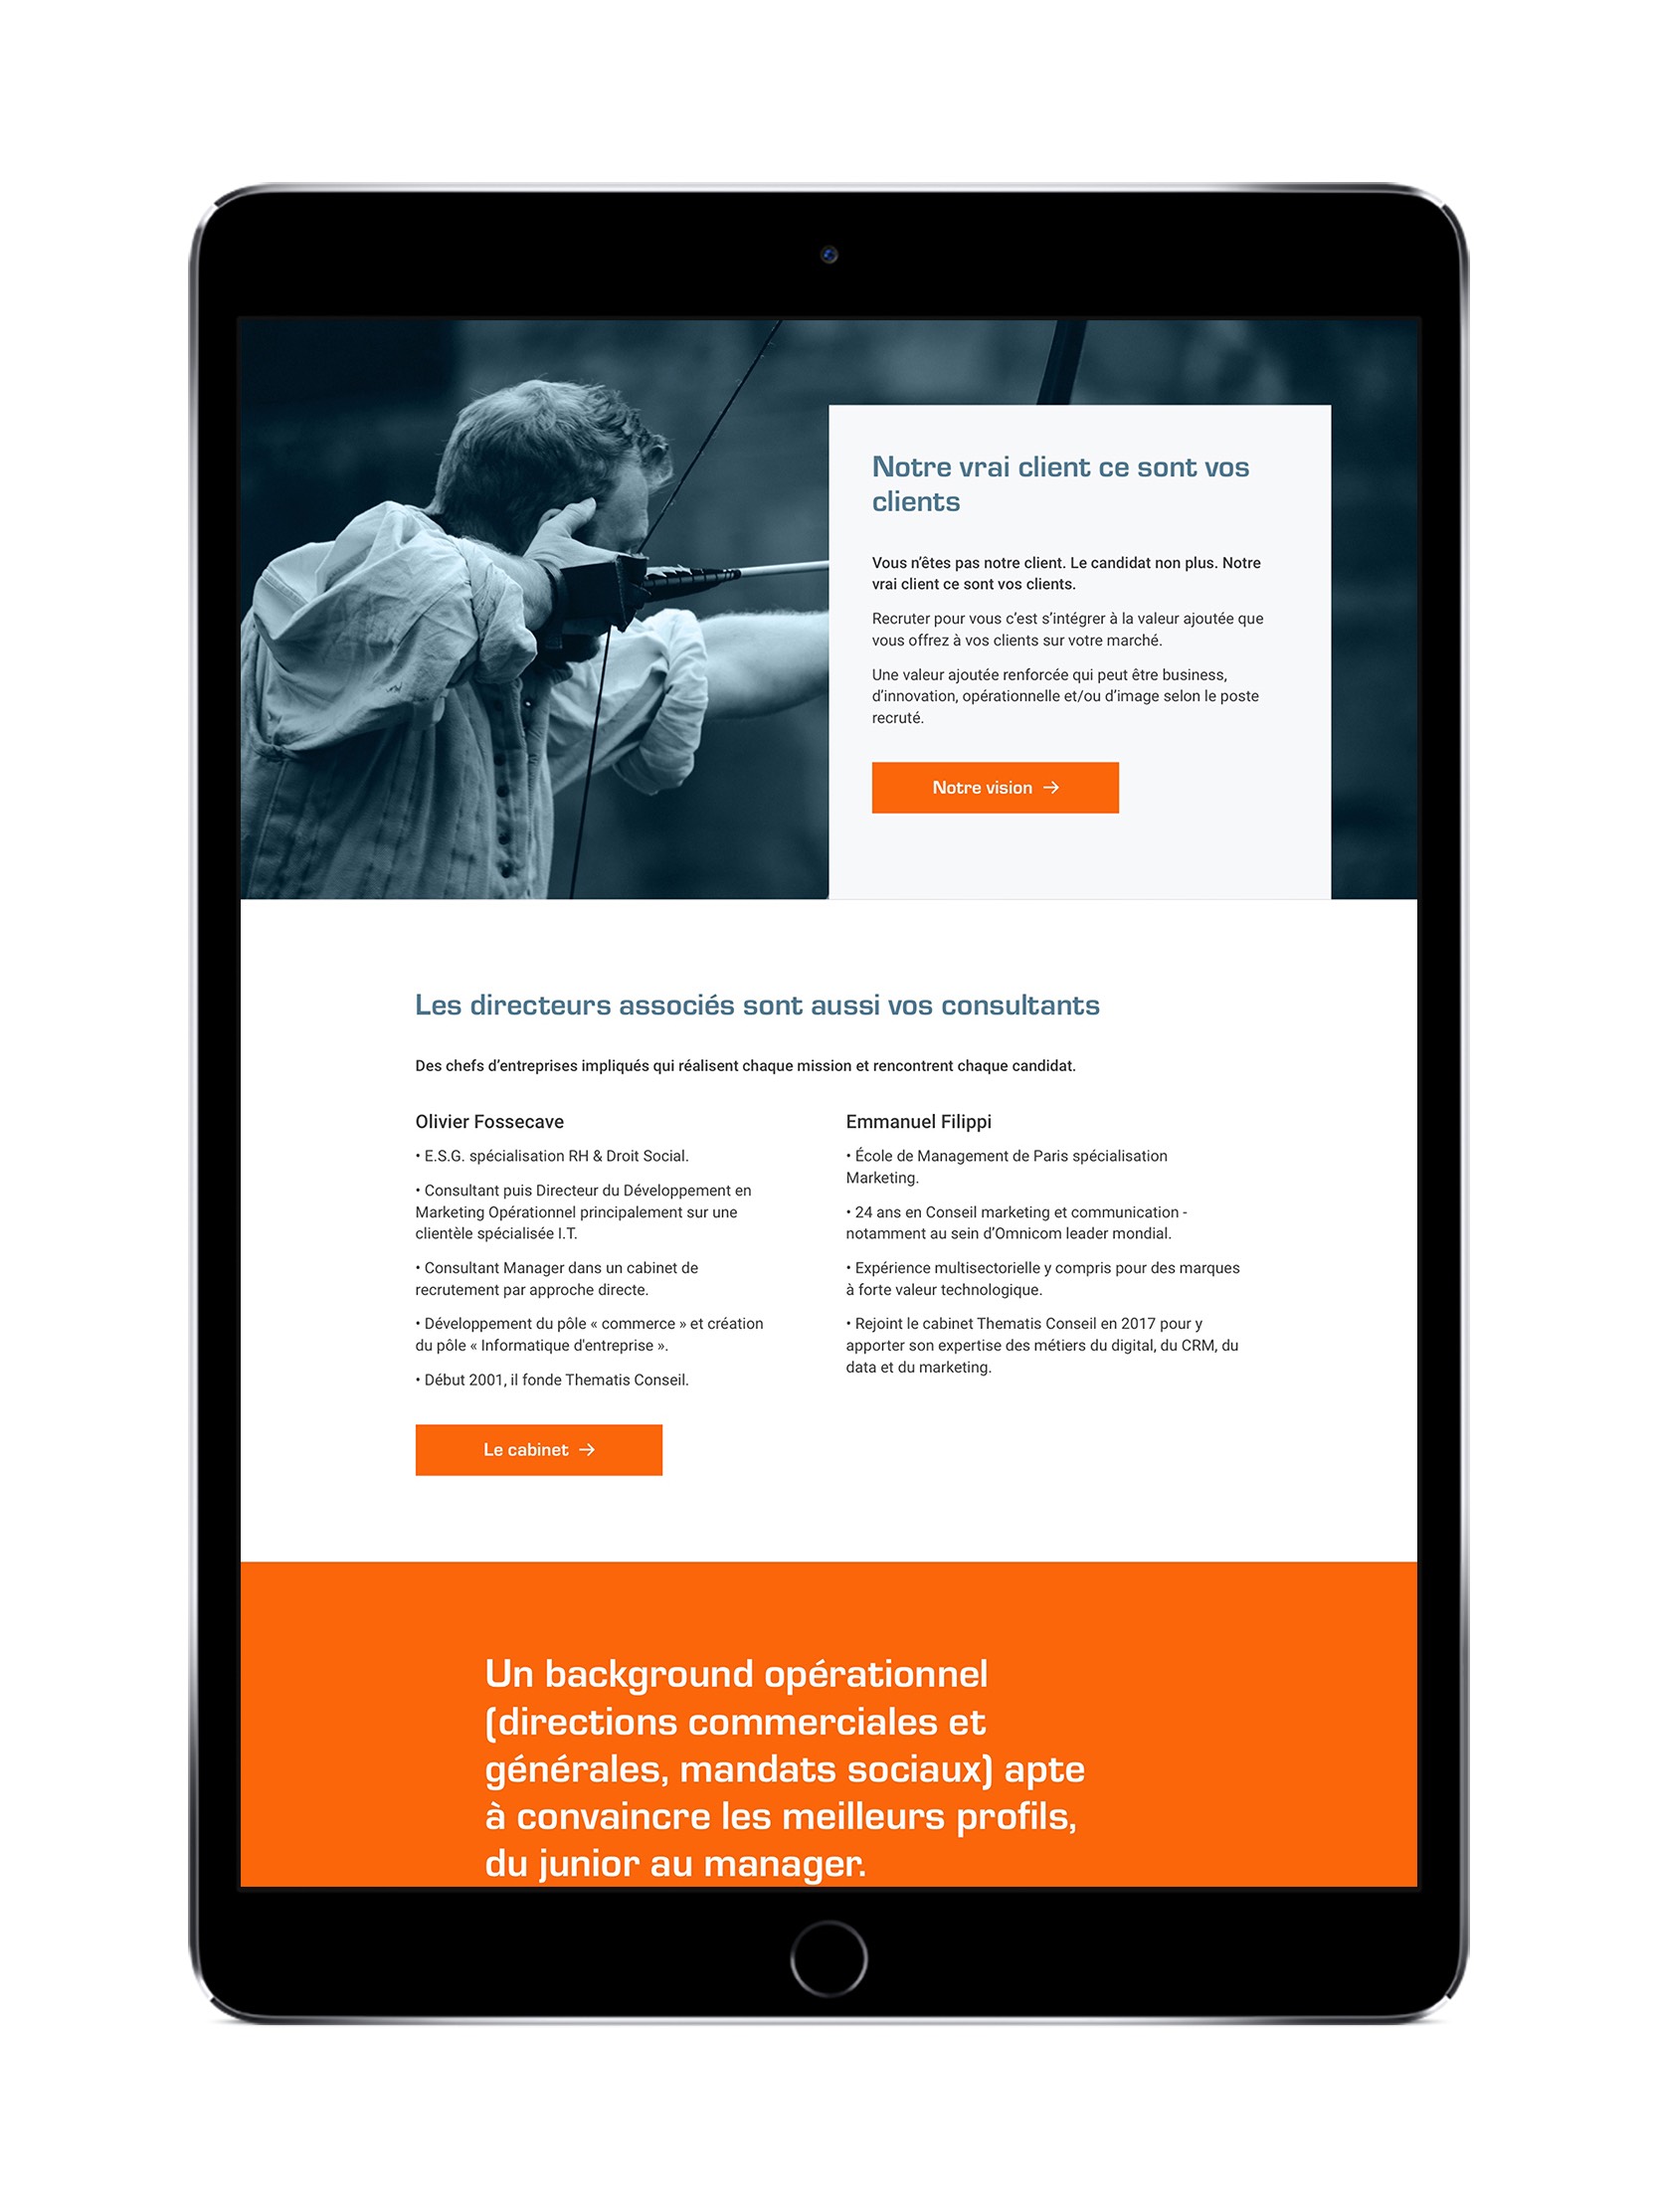 Notre vrai client ce sont vos
clients
Vous n’êtes pas notre client. Le candidat non plus. Notre
vrai client ce sont vos clients.
Recruter pour vous c’est s’intégrer à la valeur ajoutée que
vous offrez à vos clients sur votre marché.
Une valeur ajoutée renforcée qui peut être business,
d’innovation, opérationnelle et/ou d’image selon le poste
recruté.
Notre vision →
Les directeurs associés sont aussi vos consultants
Des chefs d’entreprises impliqués qui réalisent chaque mission et rencontrent chaque candidat.
Olivier Fossecave
• E.S.G. spécialisation RH & Droit Social.
• Consultant puis Directeur du Développement en
Marketing Opérationnel principalement sur une
clientèle spécialisée I.T.
• Consultant Manager dans un cabinet de
recrutement par approche directe.
• Développement du pôle « commerce » et création
du pôle « Informatique d'entreprise ».
• Début 2001, il fonde Thematis Conseil.
Le cabinet →
Emmanuel Filippi
• École de Management de Paris spécialisation
Marketing.
• 24 ans en Conseil marketing et communication -
notamment au sein d’Omnicom leader mondial.
• Expérience multisectorielle y compris pour des marques
à forte valeur technologique.
• Rejoint le cabinet Thematis Conseil en 2017 pour y
apporter son expertise des métiers du digital, du CRM, du
data et du marketing.
Un background opérationnel
(directions commerciales et
générales, mandats sociaux) apte
à convaincre les meilleurs profils,
du junior au manager.